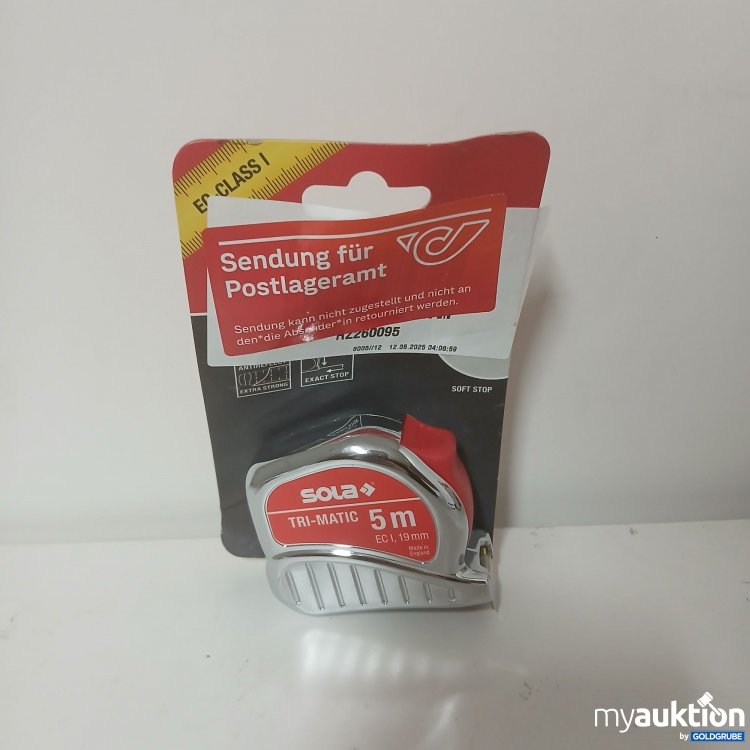 EC-CLASS I
Sendung für
Postlageramt
Sendung kann nicht zugestellt und nicht an
den*die Absender*in retourniert werden.
RZ260095
8005//12 12.05.2025 04:08:59
EXTRA STRONG
EXACT STOP
SOFT STOP
SOLA
TRI-MATIC 5 m
EC I, 19 mm
Made in
England
myauktion
by GOLDGRUBE